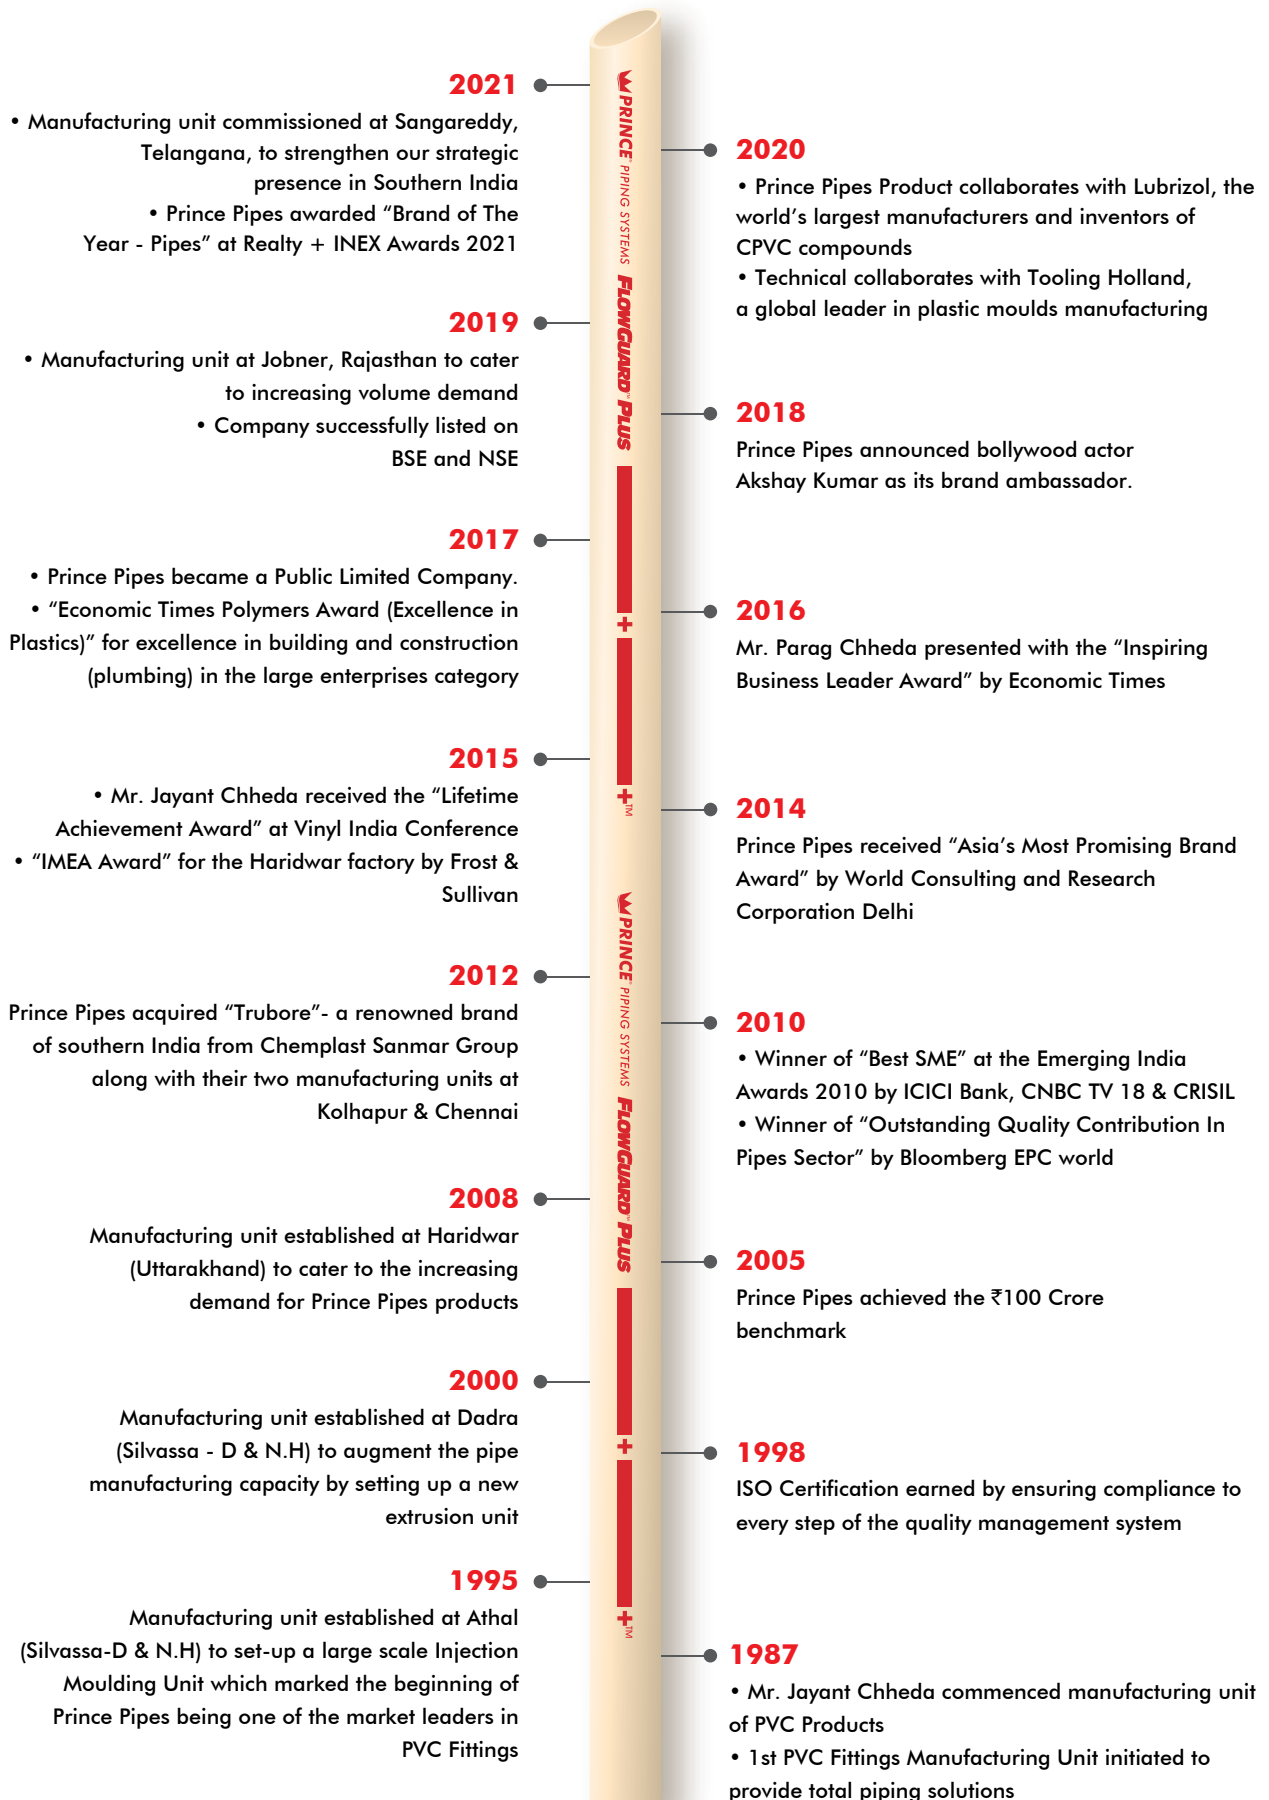 2021
• Manufacturing unit commissioned at Sangareddy,
Telangana, to strengthen our strategic
presence in Southern India
• Prince Pipes awarded “Brand of The
Year - Pipes” at Realty + INEX Awards 2021
2020
• Prince Pipes Product collaborates with Lubrizol, the
world’s largest manufacturers and inventors of
CPVC compounds
• Technical collaborates with Tooling Holland,
a global leader in plastic moulds manufacturing
2019
• Manufacturing unit at Jobner, Rajasthan to cater
to increasing volume demand
• Company successfully listed on
BSE and NSE
2018
Prince Pipes announced bollywood actor
Akshay Kumar as its brand ambassador.
2017
• Prince Pipes became a Public Limited Company.
• “Economic Times Polymers Award (Excellence in
Plastics)” for excellence in building and construction
(plumbing) in the large enterprises category
2016
Mr. Parag Chheda presented with the “Inspiring
Business Leader Award” by Economic Times
2015
• Mr. Jayant Chheda received the “Lifetime
Achievement Award” at Vinyl India Conference
• “IMEA Award” for the Haridwar factory by Frost &
Sullivan
2014
Prince Pipes received “Asia’s Most Promising Brand
Award” by World Consulting and Research
Corporation Delhi
2012
Prince Pipes acquired “Trubore”- a renowned brand
of southern India from Chemplast Sanmar Group
along with their two manufacturing units at
Kolhapur & Chennai
2010
• Winner of “Best SME” at the Emerging India
Awards 2010 by ICICI Bank, CNBC TV 18 & CRISIL
• Winner of “Outstanding Quality Contribution In
Pipes Sector” by Bloomberg EPC world
2008
Manufacturing unit established at Haridwar
(Uttarakhand) to cater to the increasing
demand for Prince Pipes products
2005
Prince Pipes achieved the ₹100 Crore
benchmark
2000
Manufacturing unit established at Dadra
(Silvassa - D & N.H) to augment the pipe
manufacturing capacity by setting up a new
extrusion unit
1998
ISO Certification earned by ensuring compliance to
every step of the quality management system
1995
Manufacturing unit established at Athal
(Silvassa-D & N.H) to set-up a large scale Injection
Moulding Unit which marked the beginning of
Prince Pipes being one of the market leaders in
PVC Fittings
1987
• Mr. Jayant Chheda commenced manufacturing unit
of PVC Products
• 1st PVC Fittings Manufacturing Unit initiated to
provide total piping solutions
PRINCE PIPING SYSTEMS FLOWGUARD™ PLUS + +™
PRINCE PIPING SYSTEMS FLOWGUARD™ PLUS + +™